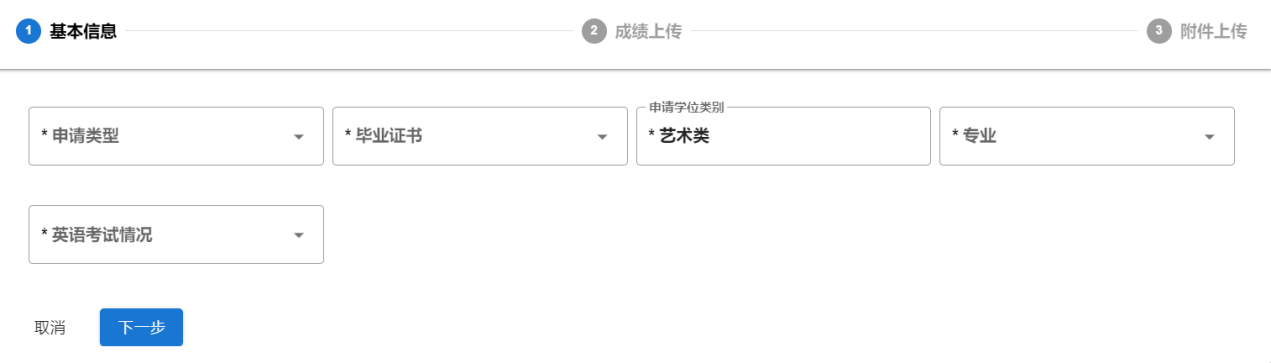 1 基本信息 2 成绩上传 3 附件上传
申请学位类别
* 申请类型 * 毕业证书 * 艺术类 * 专业
* 英语考试情况
取消 下一步